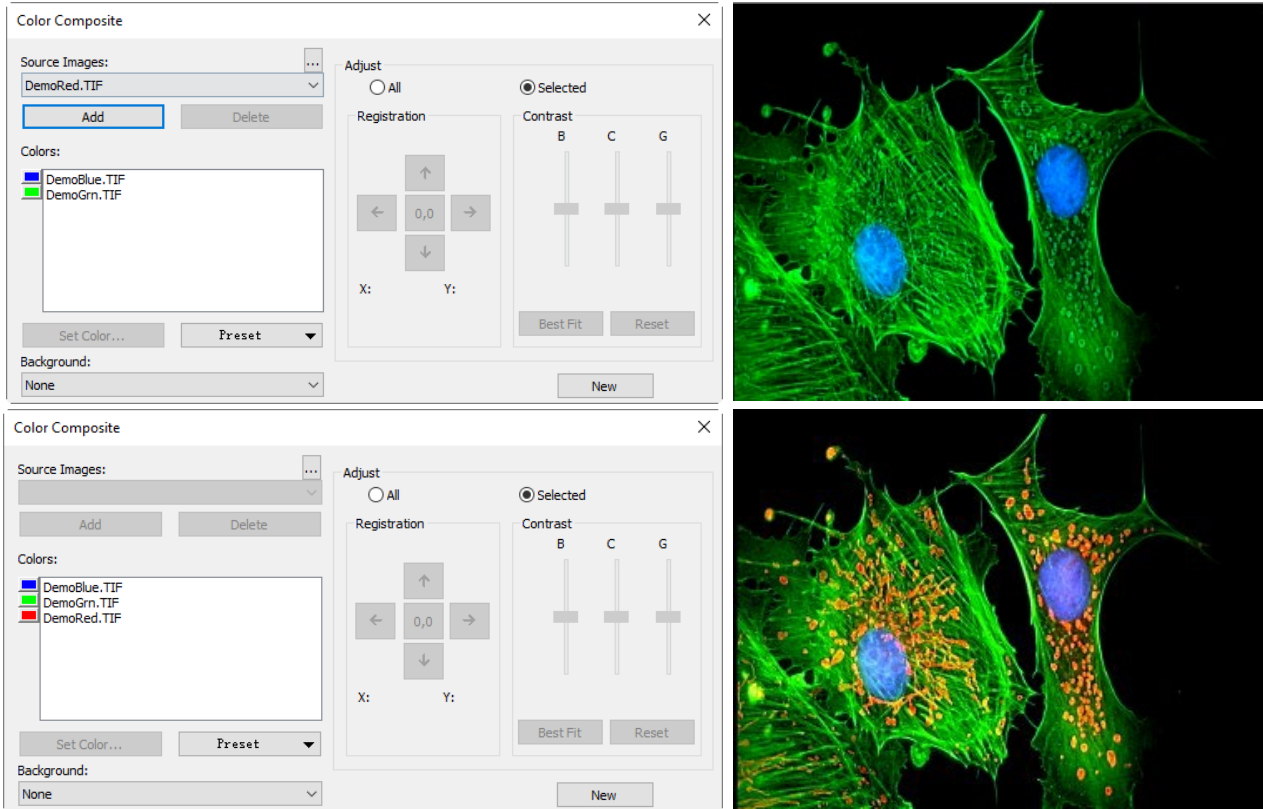 Color Composite
Source Images:
...
DemoRed.TIF
Add
Delete
Colors:
DemoBlue.TIF
DemoGrn.TIF
Set Color...
Preset
Background:
None
Adjust
All
Selected
Registration
0,0
X:
Y:
Contrast
B C G
Best Fit
Reset
New
Color Composite
Source Images:
...
Add
Delete
Colors:
DemoBlue.TIF
DemoGrn.TIF
DemoRed.TIF
Set Color...
Preset
Background:
None
Adjust
All
Selected
Registration
0,0
X:
Y:
Contrast
B C G
Best Fit
Reset
New